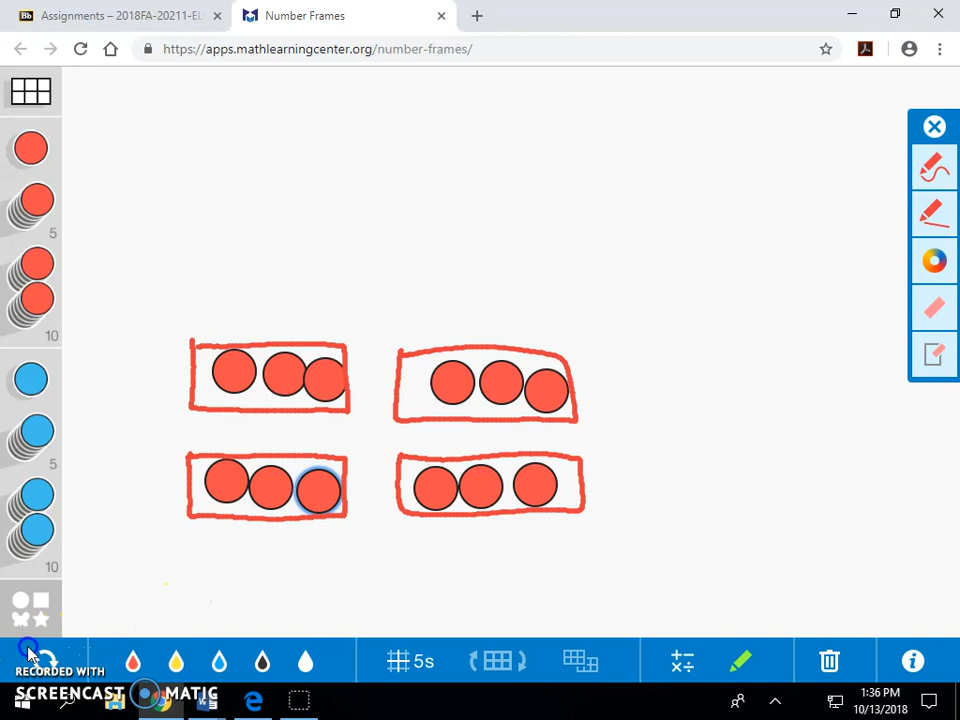 Assignments – 2018FA-20211-EL
Number Frames
https://apps.mathlearningcenter.org/number-frames/
5
10
5
10
5s
RECORDED WITH
SCREENCAST MATIC
1:36 PM
10/13/2018